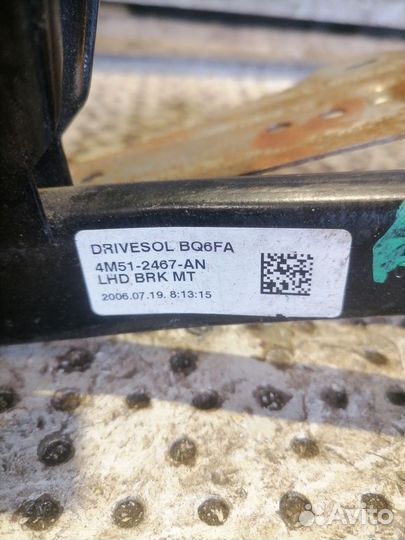 DRIVESOL BQ6FA
4M51-2467-AN
LHD BRK MT
2006.07.19. 8:13:15
Avito